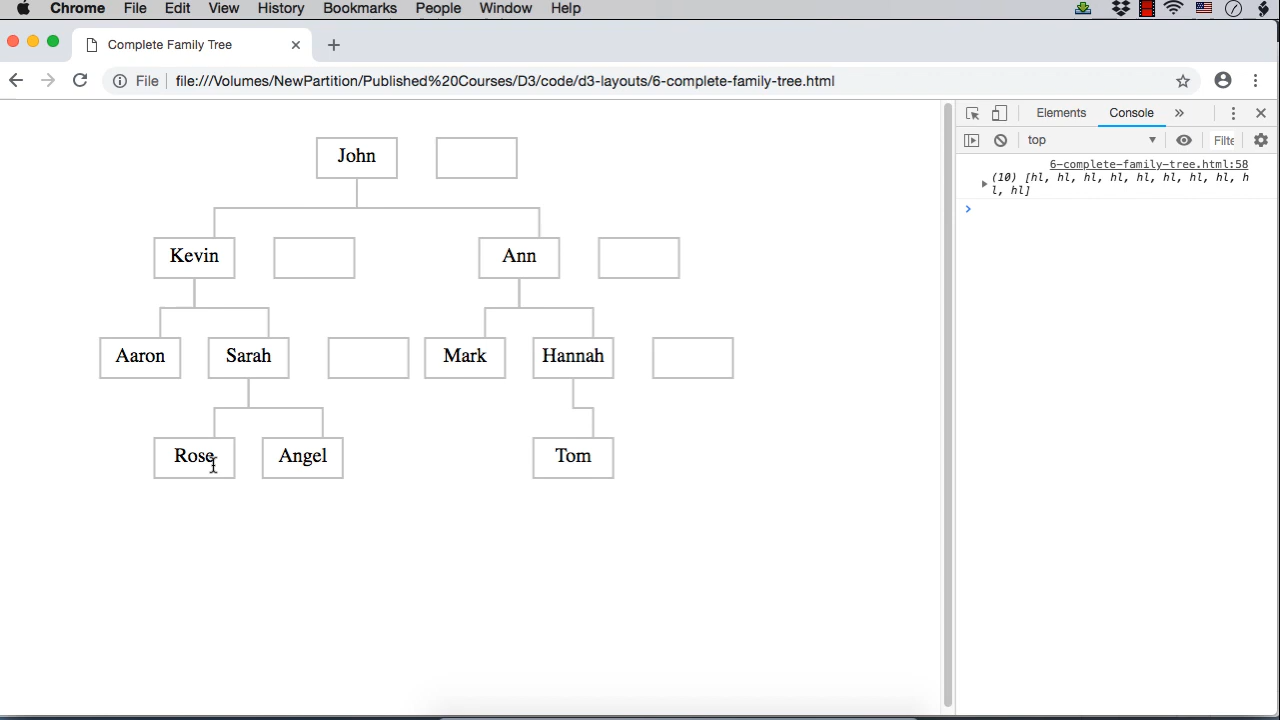 Chrome File Edit View History Bookmarks People Window Help
Complete Family Tree
File file:///Volumes/NewPartition/Published%20Courses/D3/code/d3-layouts/6-complete-family-tree.html
Elements Console
top Filte
6-complete-family-tree.html:58
(10) [hl, hl, hl, hl, hl, hl, hl, hl, h
l, hl]
John
Kevin Ann
Aaron Sarah Mark Hannah
Rose Angel Tom